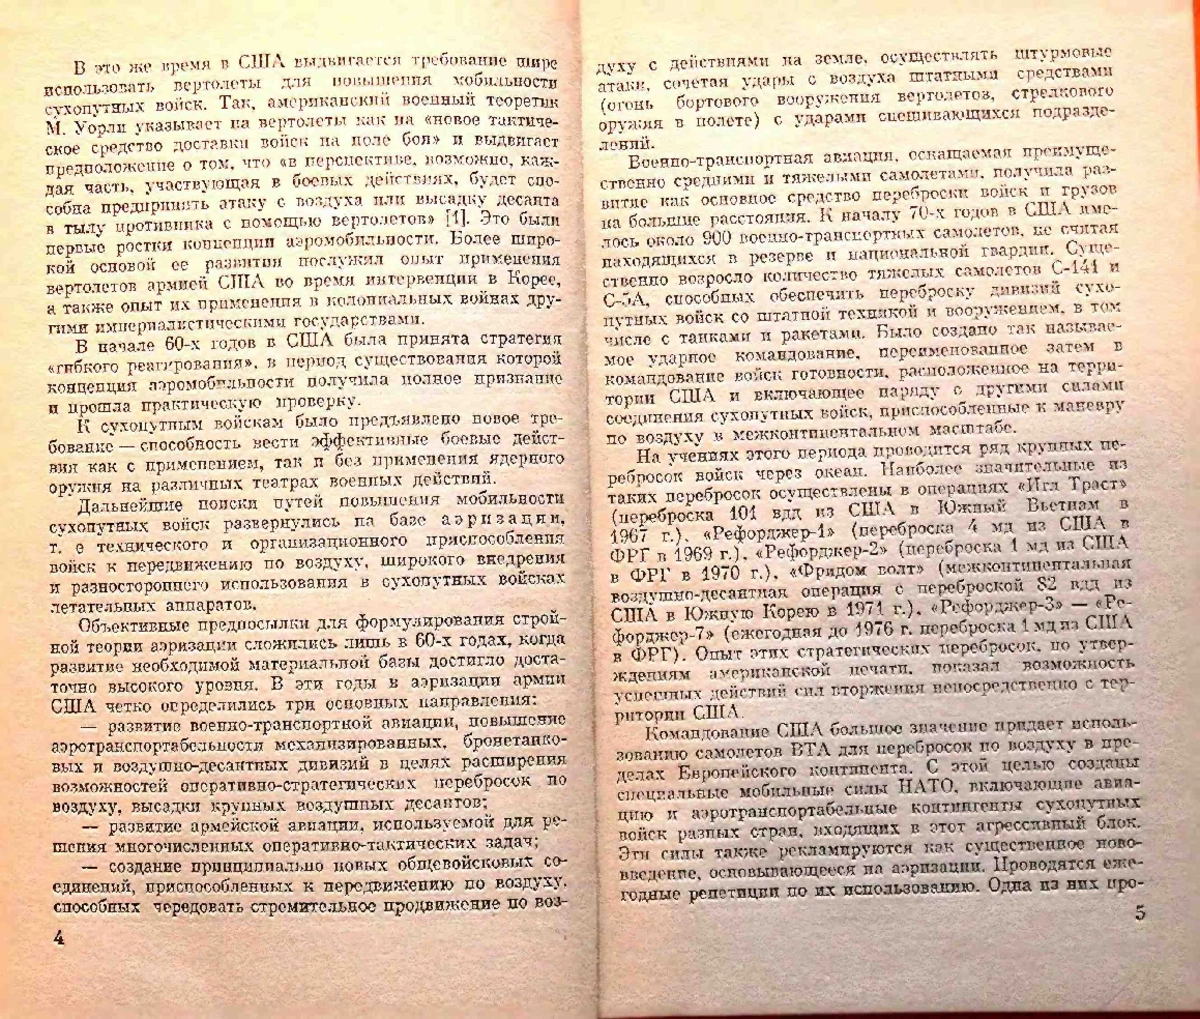 В это же время в США выдвигается требование шире
использовать вертолеты для повышения мобильности
сухопутных войск. Так, американский военный теоретик
М. Уорли указывает на вертолеты как на «новое тактиче-
ское средство доставки войск на поле боя» и выдвигает
предположение о том, что «в перспективе, возможно, каж-
дая часть, участвующая в боевых действиях, будет спо-
собна предпринять атаку с воздуха или высадку десанта
в тылу противника с помощью вертолетов» [4]. Это были
первые ростки концепции аэромобильности. Более широ-
кой основой ее развития послужил опыт применения
вертолетов армией США во время интервенции в Корее,
а также опыт их применения в колониальных войнах дру-
гими империалистическими государствами.
В начале 60-х годов в США была принята стратегия
«гибкого реагирования», в период существования которой
концепция аэромобильности получила полное признание
и прошла практическую проверку.
К сухопутным войскам было предъявлено новое тре-
бование — способность вести эффективные боевые дейст-
вия как с применением, так и без применения ядерного
оружия на различных театрах военных действий.
Дальнейшие поиски путей повышения мобильности
сухопутных войск развернулись на базе аэризации,
т. е технического и организационного приспособления
войск к передвижению по воздуху, широкого внедрения
и разностороннего использования в сухопутных войсках
летательных аппаратов.
Объективные предпосылки для формулирования строй-
ной теории аэризации сложились лишь в 60-х годах, когда
развитие необходимой материальной базы достигло доста-
точно высокого уровня. В эти годы в аэризации армии
США четко определились три основных направления:
— развитие военно-транспортной авиации, повышение
аэротранспортабельности механизированных, бронетанко-
вых и воздушно-десантных дивизий в целях расширения
возможностей оперативно-стратегических перебросок по
воздуху, высадки крупных воздушных десантов;
— развитие армейской авиации, используемой для ре-
шения многочисленных оперативно-тактических задач;
— создание принципиально новых общевойсковых со-
единений, приспособленных к передвижению по воздуху,
способных чередовать стремительное продвижение по воз-
4
духу с действиями на земле, осуществлять штурмовые
атаки, сочетая удары с воздуха штатными средствами
(огонь бортового вооружения вертолетов, стрелкового
оружия в полете) с ударами спешивающихся подразде-
лений.
Военно-транспортная авиация, оснащаемая преимуще-
ственно средними и тяжелыми самолетами, получила раз-
витие как основное средство переброски войск и грузов
на большие расстояния. К началу 70-х годов в США име-
лось около 900 военно-транспортных самолетов, не считая
находящихся в резерве и национальной гвардии. Суще-
ственно возросло количество тяжелых самолетов С-141 и
С-5А, способных обеспечить переброску дивизий сухо-
путных войск со штатной техникой и вооружением, в том
числе с танками и ракетами. Было создано так называе-
мое ударное командование, переименованное затем в
командование войск готовности, расположенное на терри-
тории США и включающее наряду с другими силами
соединения сухопутных войск, приспособленные к маневру
по воздуху в межконтинентальном масштабе.
На учениях этого периода проводится ряд крупных пе-
ребросок войск через океан. Наиболее значительные из
таких перебросок осуществлены в операциях «Игл Траст»
(переброска 101 вдд из США в Южный Вьетнам в
1967 г.), «Рефорджер-1» (переброска 4 мд из США в
ФРГ в 1969 г.), «Рефорджер-2» (переброска 1 мд из США
в ФРГ в 1970 г.), «Фридом волт» (межконтинентальная
воздушно-десантная операция с переброской 82 вдд из
США в Южную Корею в 1971 г.), «Рефорджер-3» — «Ре-
форджер-7» (ежегодная до 1976 г. переброска 1 мд из США
в ФРГ). Опыт этих стратегических перебросок, по утвер-
ждениям американской печати, показал возможность
успешных действий сил вторжения непосредственно с тер-
ритории США.
Командование США большое значение придает исполь-
зованию самолетов ВТА для перебросок по воздуху в пре-
делах Европейского континента. С этой целью созданы
специальные мобильные силы НАТО, включающие авиа-
цию и аэротранспортабельные контингенты сухопутных
войск разных стран, входящих в этот агрессивный блок.
Эти силы также рекламируются как существенное ново-
введение, основывающееся на аэризации. Проводятся еже-
годные репетиции по их использованию. Одна из них про-
5